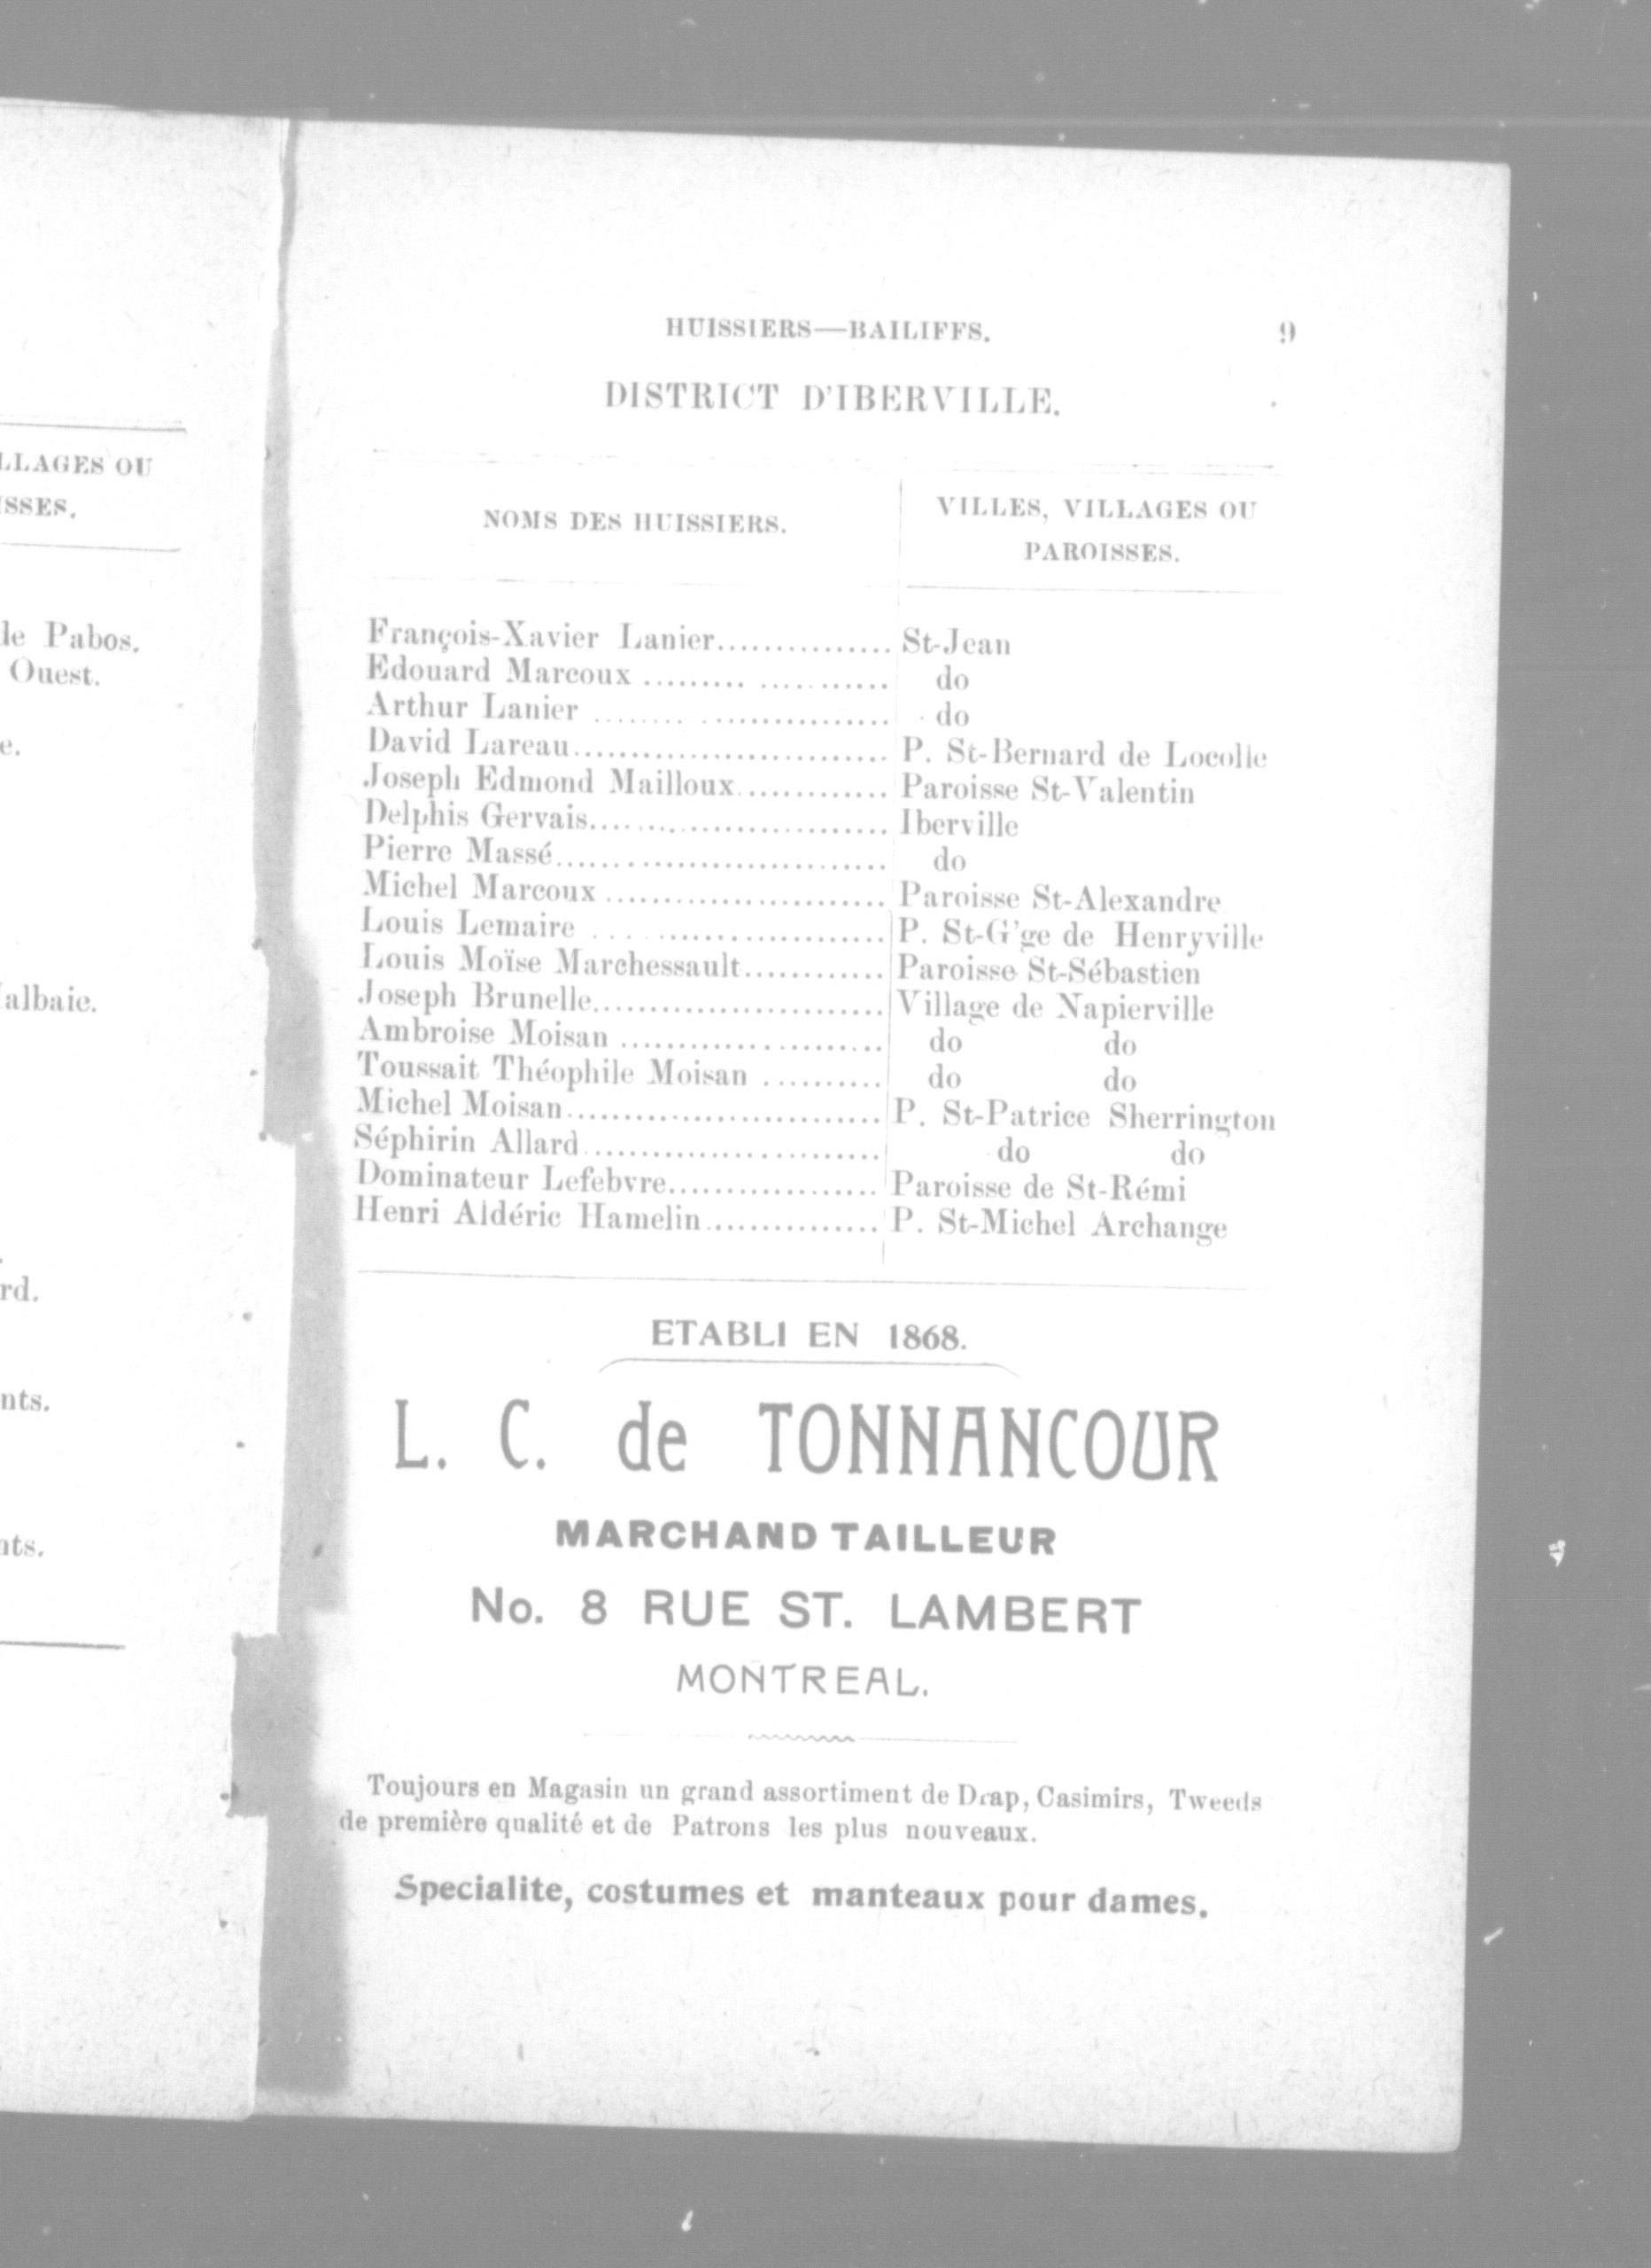 LLAGES OU
ISSES.
le Pabos.
Ouest.
e.
albaie.
rd.
nts.
nts.
HUISSIERS—BAILIFFS. 9
DISTRICT D'IBERVILLE.
NOMS DES HUISSIERS. VILLES, VILLAGES OU
PAROISSES.
François-Xavier Lanier............... St-Jean
Edouard Marcoux ......... ............ do
Arthur Lanier ........ ................. do
David Lareau............................ P. St-Bernard de Locolle
Joseph Edmond Mailloux............. Paroisse St-Valentin
Delphis Gervais.......................... Iberville
Pierre Massé.............................. do
Michel Marcoux ......................... Paroisse St-Alexandre
Louis Lemaire .......................... P. St-G'ge de Henryville
Louis Moïse Marchessault............ Paroisse St-Sébastien
Joseph Brunelle.......................... Village de Napierville
Ambroise Moisan ....................... do do
Toussait Théophile Moisan .......... do do
Michel Moisan............................ P. St-Patrice Sherrington
Séphirin Allard.......................... do do
Dominateur Lefebvre................... Paroisse de St-Rémi
Henri Aldéric Hamelin................ P. St-Michel Archange
ETABLI EN 1868.
L. C. de TONNANCOUR
MARCHAND TAILLEUR
No. 8 RUE ST. LAMBERT
MONTREAL.
Toujours en Magasin un grand assortiment de Drap, Casimirs, Tweeds
de première qualité et de Patrons les plus nouveaux.
Specialite, costumes et manteaux pour dames.